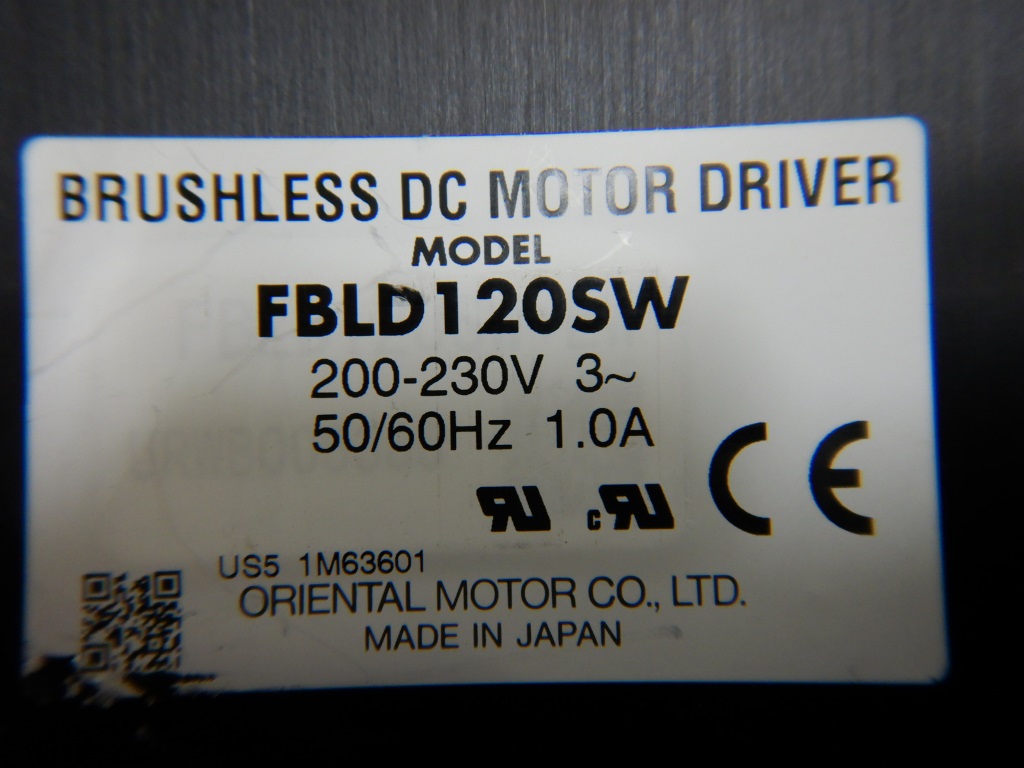 BRUSHLESS DC MOTOR DRIVER
MODEL
FBLD120SW
200-230V 3~
50/60Hz 1.0A
c
CE
US5 1M63601
ORIENTAL MOTOR CO., LTD.
MADE IN JAPAN